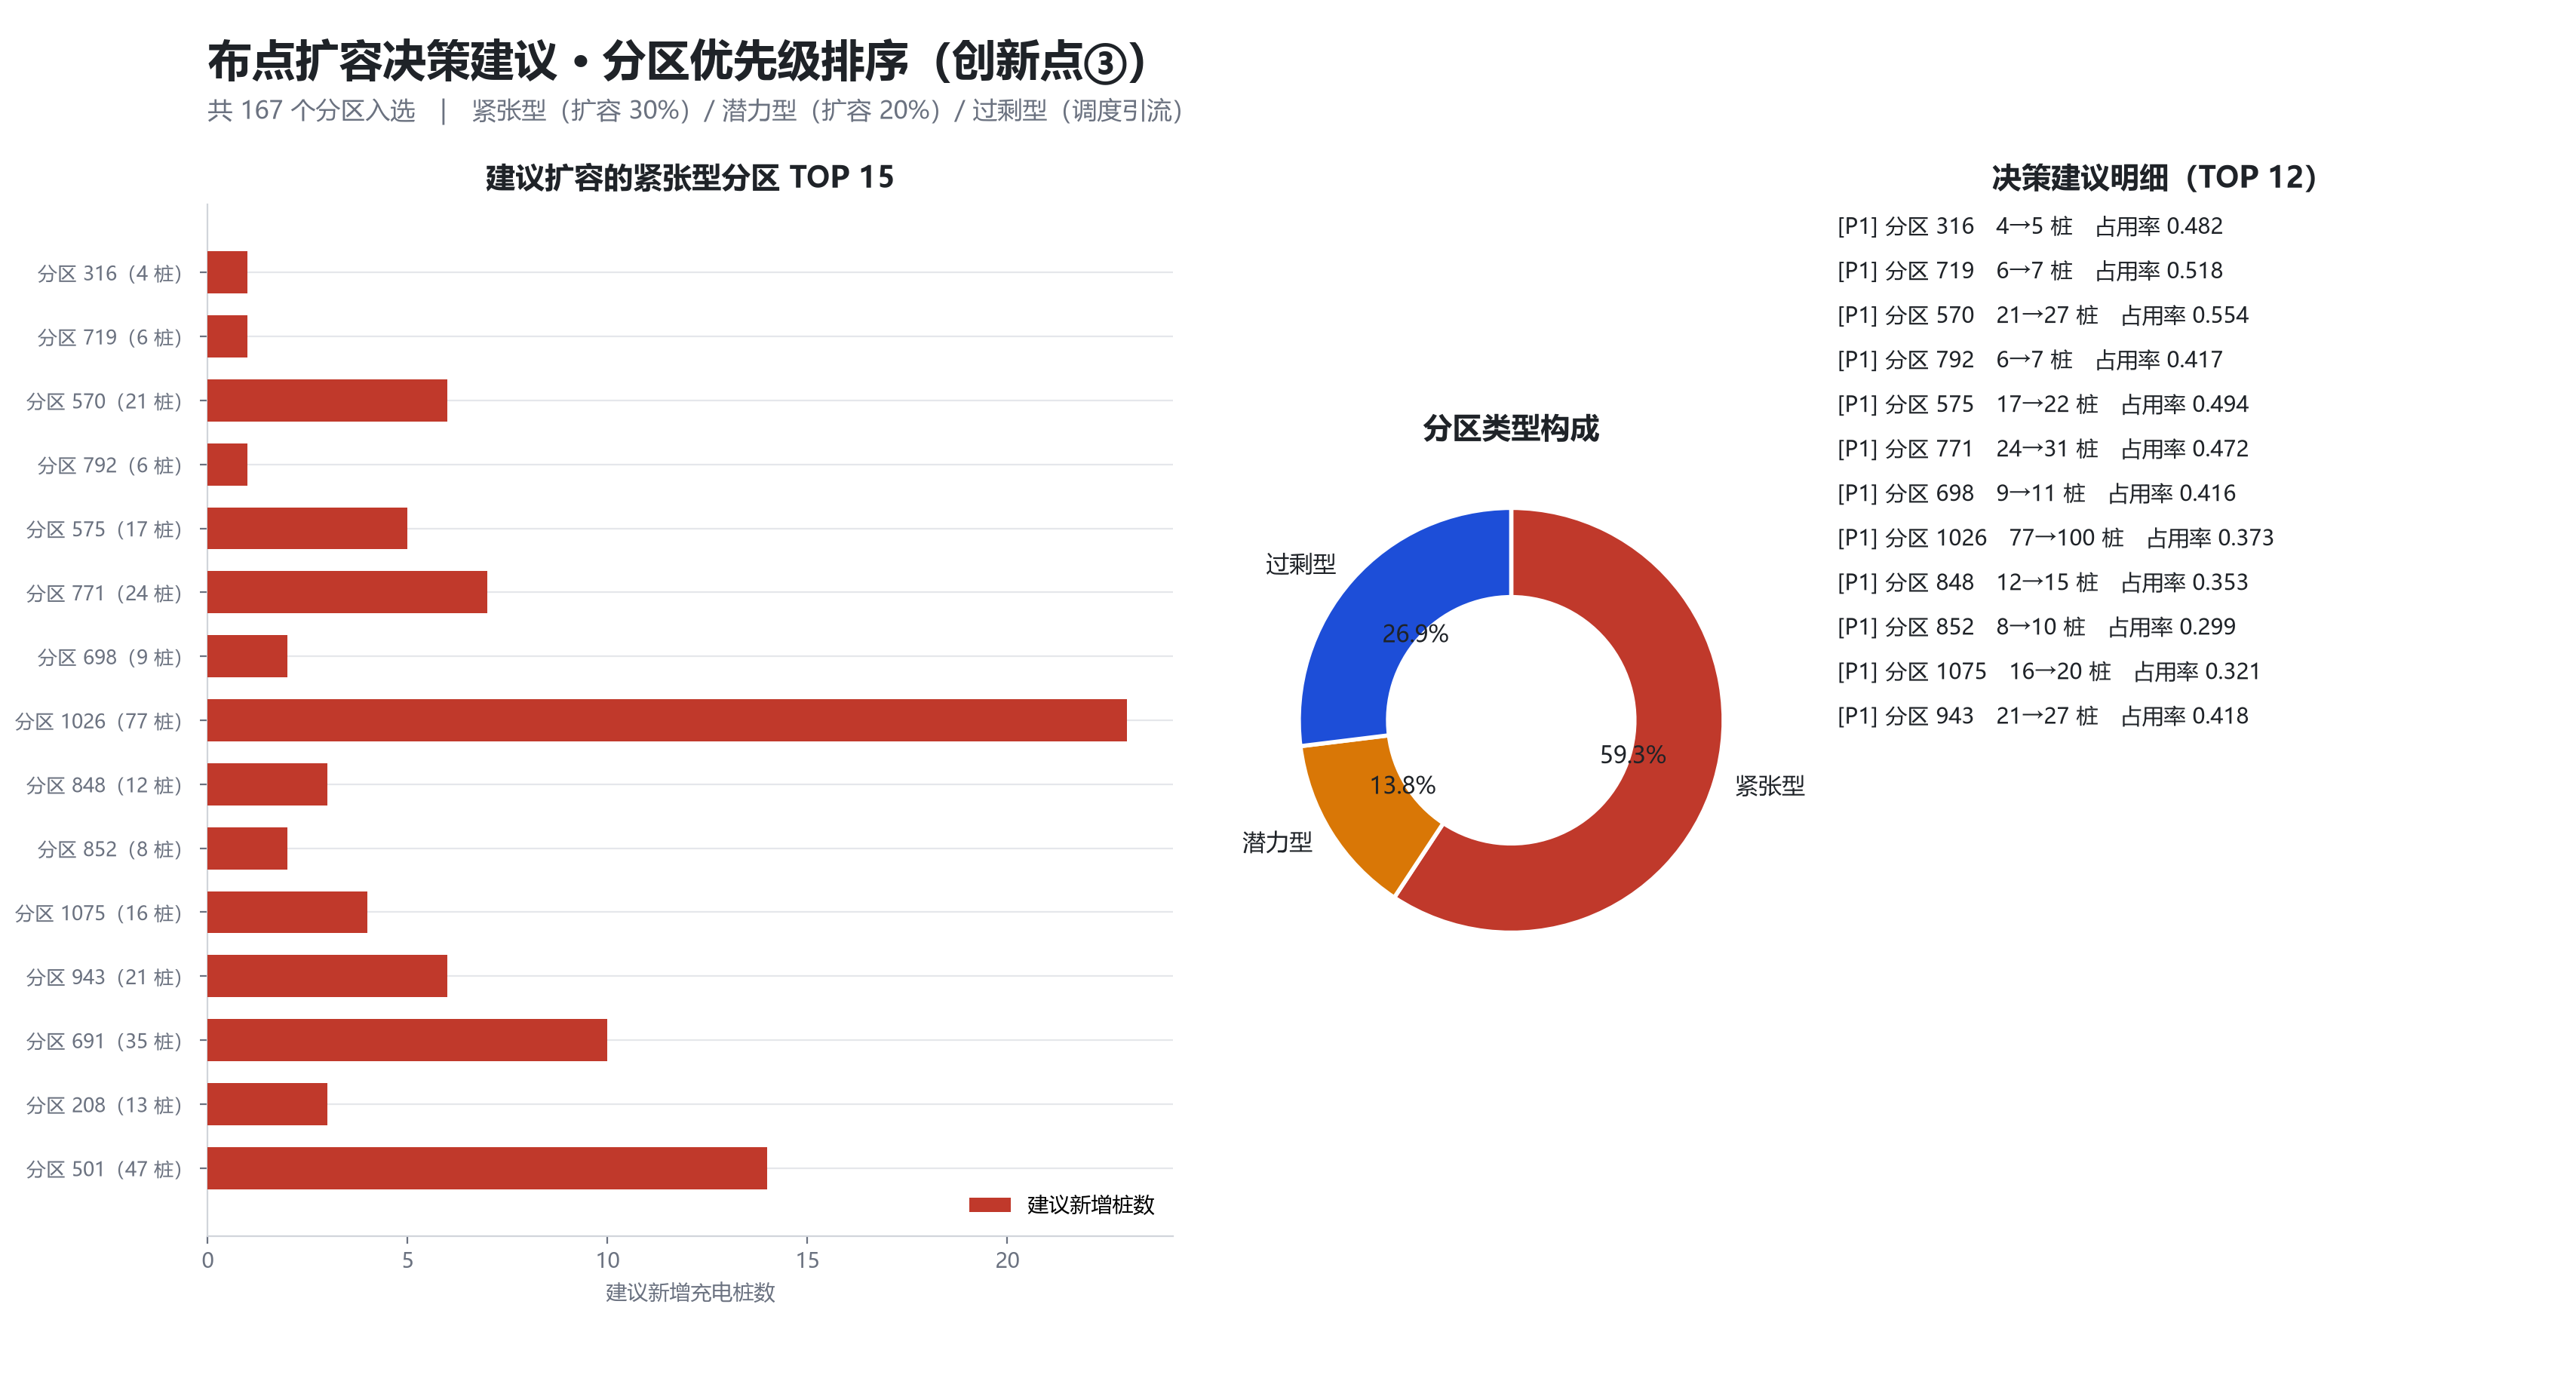 布点扩容决策建议·分区优先级排序（创新点③）
共 167 个分区入选 | 紧张型（扩容 30%）/ 潜力型（扩容 20%）/ 过剩型（调度引流）
建议扩容的紧张型分区 TOP 15
分区 316（4 桩）
分区 719（6 桩）
分区 570（21 桩）
分区 792（6 桩）
分区 575（17 桩）
分区 771（24 桩）
分区 698（9 桩）
分区 1026（77 桩）
分区 848（12 桩）
分区 852（8 桩）
分区 1075（16 桩）
分区 943（21 桩）
分区 691（35 桩）
分区 208（13 桩）
分区 501（47 桩）
建议新增桩数
0 5 10 15 20
建议新增充电桩数
分区类型构成
过剩型
26.9%
59.3%
13.8%
紧张型
潜力型
决策建议明细（TOP 12）
[P1] 分区 316 4→5 桩 占用率 0.482
[P1] 分区 719 6→7 桩 占用率 0.518
[P1] 分区 570 21→27 桩 占用率 0.554
[P1] 分区 792 6→7 桩 占用率 0.417
[P1] 分区 575 17→22 桩 占用率 0.494
[P1] 分区 771 24→31 桩 占用率 0.472
[P1] 分区 698 9→11 桩 占用率 0.416
[P1] 分区 1026 77→100 桩 占用率 0.373
[P1] 分区 848 12→15 桩 占用率 0.353
[P1] 分区 852 8→10 桩 占用率 0.299
[P1] 分区 1075 16→20 桩 占用率 0.321
[P1] 分区 943 21→27 桩 占用率 0.418